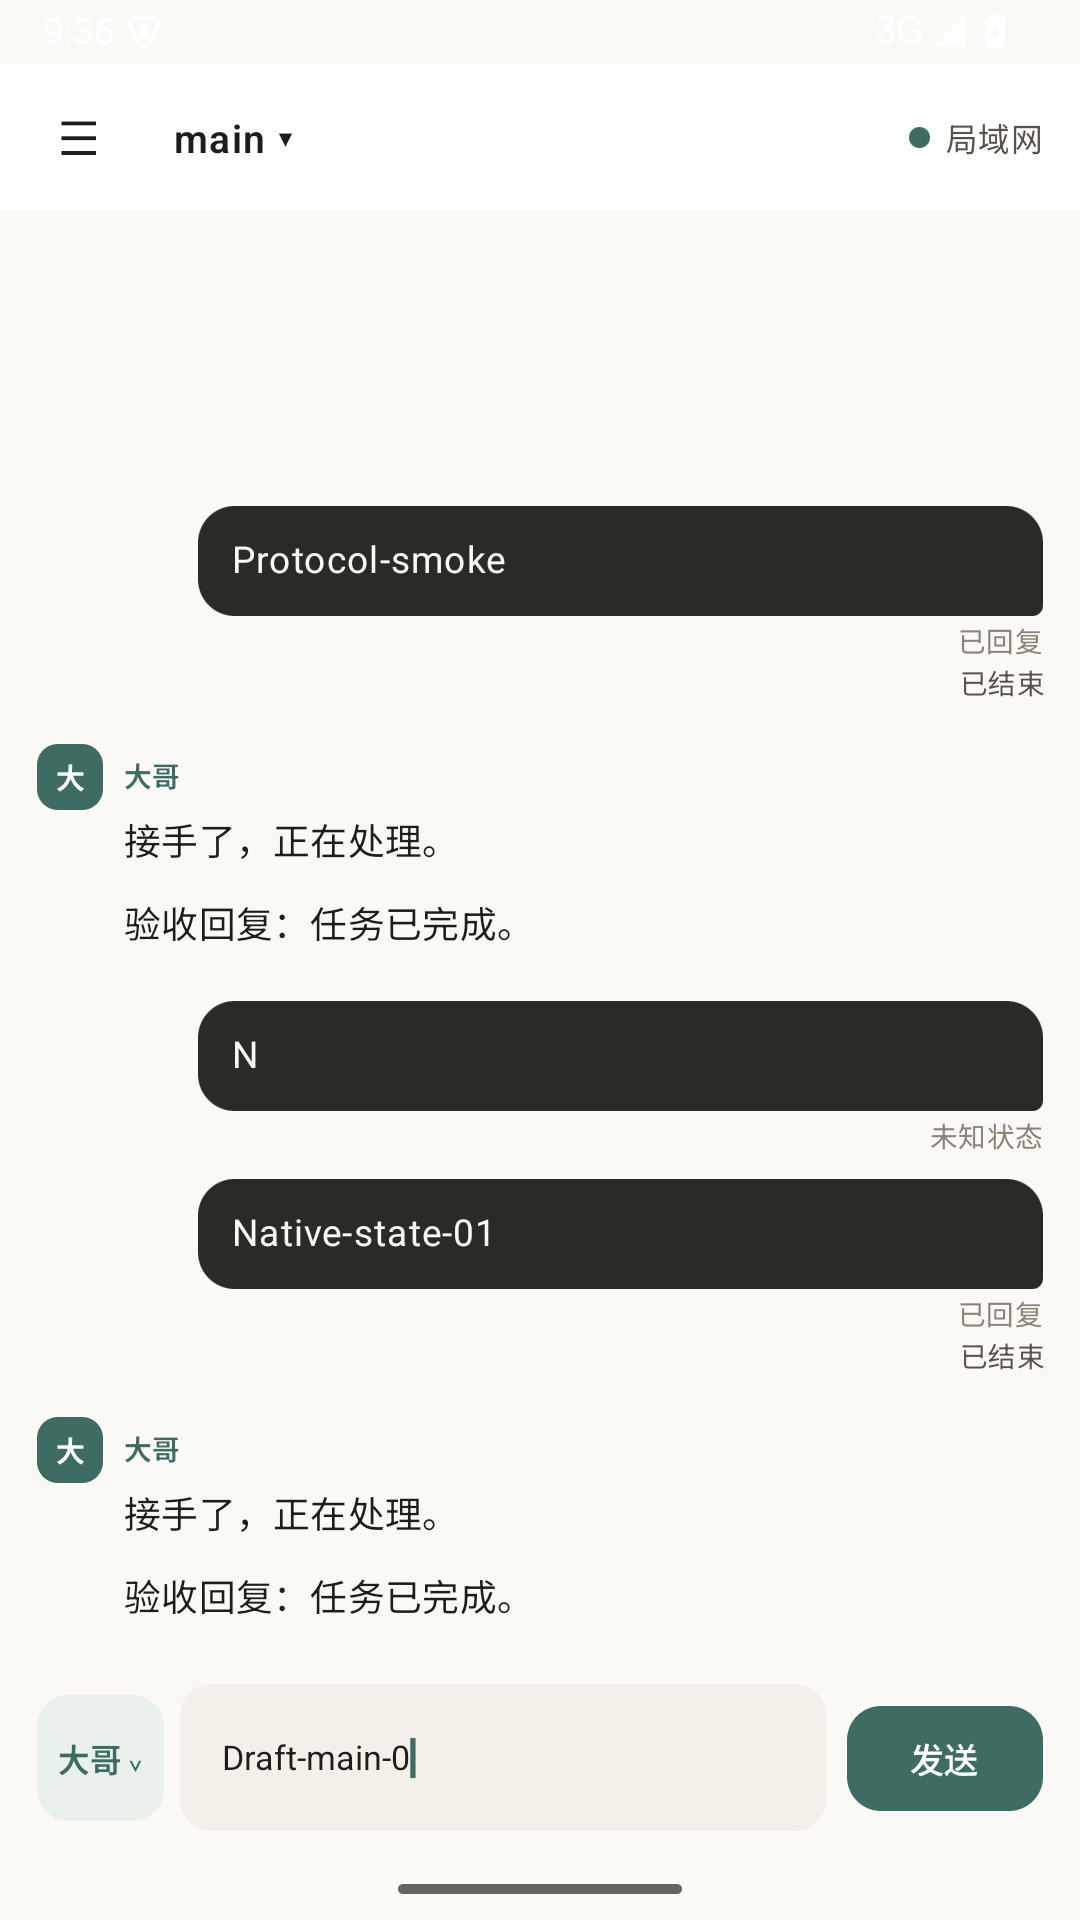 9:36
3G
main ▾
局域网
Protocol-smoke
已回复
已结束
大 大哥
接手了，正在处理。
验收回复：任务已完成。
N
未知状态
Native-state-01
已回复
已结束
大 大哥
接手了，正在处理。
验收回复：任务已完成。
大哥 ˅
Draft-main-0
发送